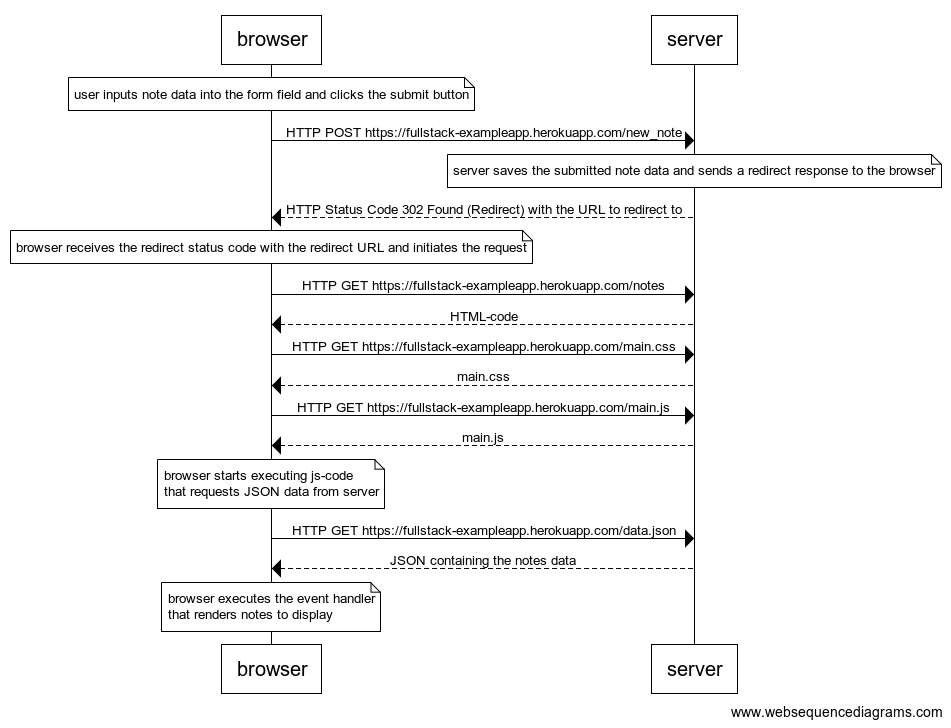 browser
server
user inputs note data into the form field and clicks the submit button
HTTP POST https://fullstack-exampleapp.herokuapp.com/new_note
server saves the submitted note data and sends a redirect response to the browser
HTTP Status Code 302 Found (Redirect) with the URL to redirect to
browser receives the redirect status code with the redirect URL and initiates the request
HTTP GET https://fullstack-exampleapp.herokuapp.com/notes
HTML-code
HTTP GET https://fullstack-exampleapp.herokuapp.com/main.css
main.css
HTTP GET https://fullstack-exampleapp.herokuapp.com/main.js
main.js
browser starts executing js-code
that requests JSON data from server
HTTP GET https://fullstack-exampleapp.herokuapp.com/data.json
JSON containing the notes data
browser executes the event handler
that renders notes to display
browser
server
www.websequencediagrams.com